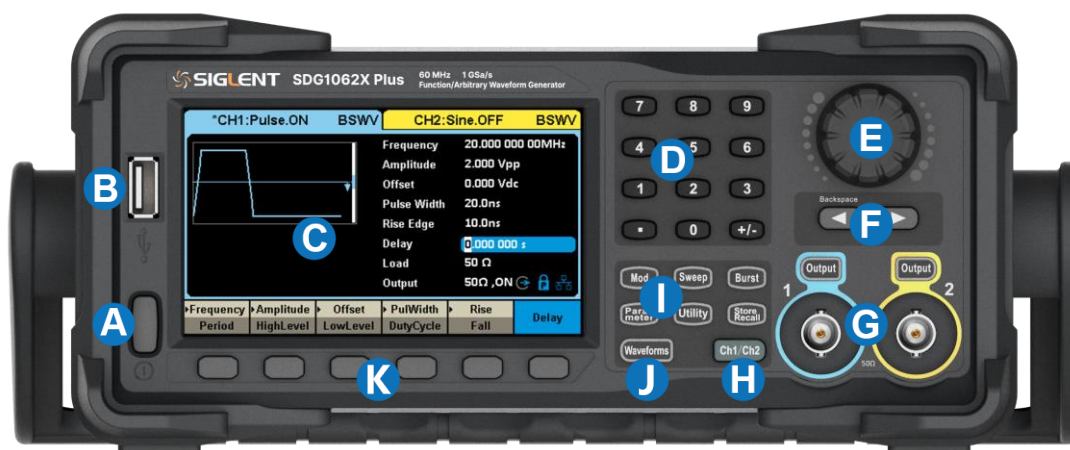 SIGLENT SDG1062X Plus 60 MHz 1 GSa/s
Function/Arbitrary Waveform Generator
*CH1:Pulse.ON BSWV CH2:Sine.OFF BSWV
Frequency 20.000 000 00MHz
Amplitude 2.000 Vpp
Offset 0.000 Vdc
Pulse Width 20.0ns
Rise Edge 10.0ns
Delay 0.000 000 s
Load 50 Ω
Output 50Ω ,ON
Frequency Amplitude Offset PulWidth Rise Delay
Period HighLevel LowLevel DutyCycle Fall
A
B
C
K
7 8 9
4 5 6
1 2 3
. 0 +/-
D
E
Backspace
F
Mod Sweep Burst
Parameter Utility Store Recall
I
Waveforms Ch1/Ch2
J H
Output Output
1 2
G
50Ω